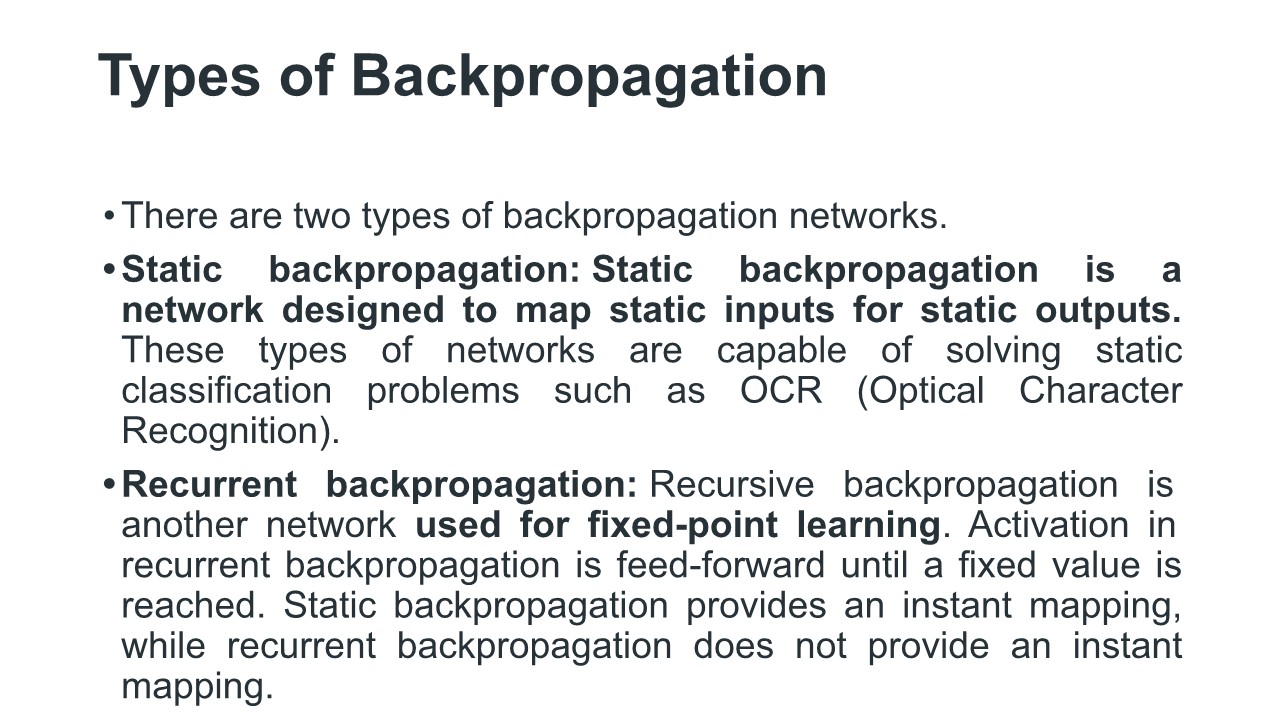 Types of Backpropagation
• There are two types of backpropagation networks.
• Static backpropagation: Static backpropagation is a
network designed to map static inputs for static outputs.
These types of networks are capable of solving static
classification problems such as OCR (Optical Character
Recognition).
• Recurrent backpropagation: Recursive backpropagation is
another network used for fixed-point learning. Activation in
recurrent backpropagation is feed-forward until a fixed value is
reached. Static backpropagation provides an instant mapping,
while recurrent backpropagation does not provide an instant
mapping.